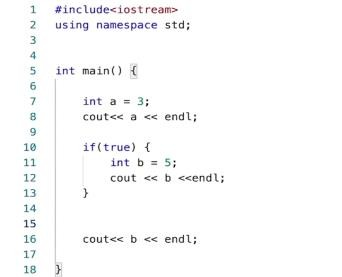 1 #include<iostream>
2 using namespace std;
3
4
5 int main() {
6
7     int a = 3;
8     cout<< a << endl;
9
10     if(true) {
11         int b = 5;
12         cout << b <<endl;
13     }
14
15
16     cout<< b << endl;
17
18 }